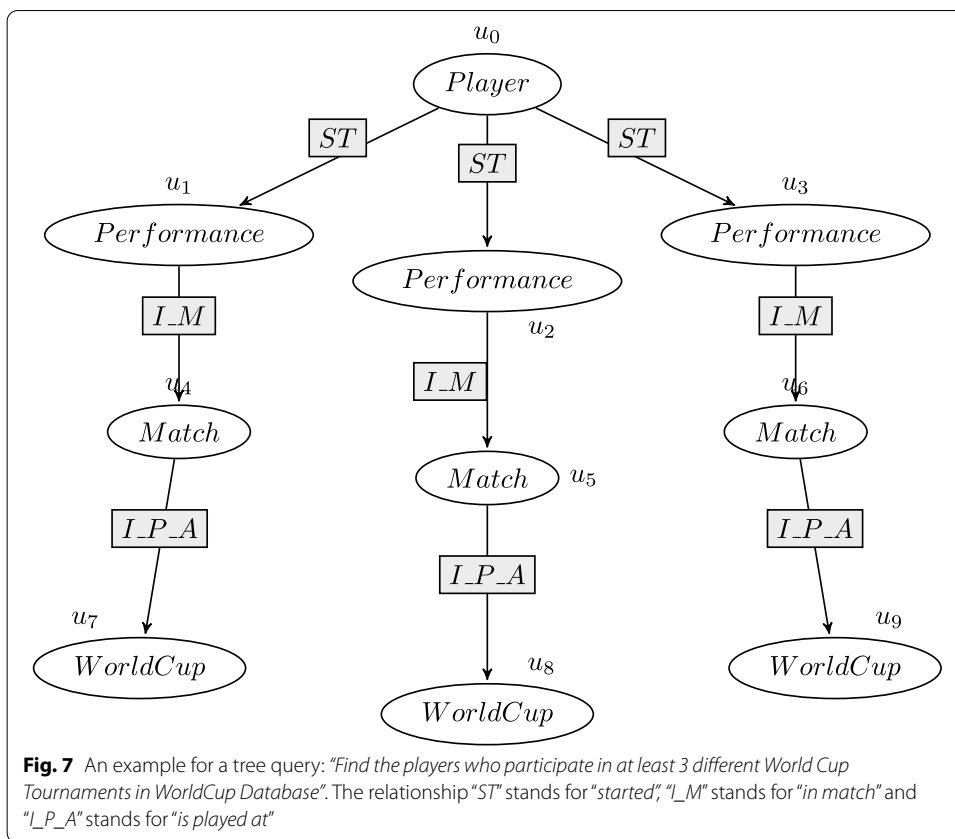 u0
Player
ST
ST
ST
u1
u3
Performance
Performance
Performance
I_M
I_M
u2
I_M
u4
u6
Match
Match
Match
u5
I_P_A
I_P_A
I_P_A
u7
u9
WorldCup
WorldCup
u8
WorldCup
Fig. 7 An example for a tree query: "Find the players who participate in at least 3 different World Cup
Tournaments in WorldCup Database". The relationship "ST" stands for "started", "I_M" stands for "in match" and
"I_P_A" stands for "is played at"